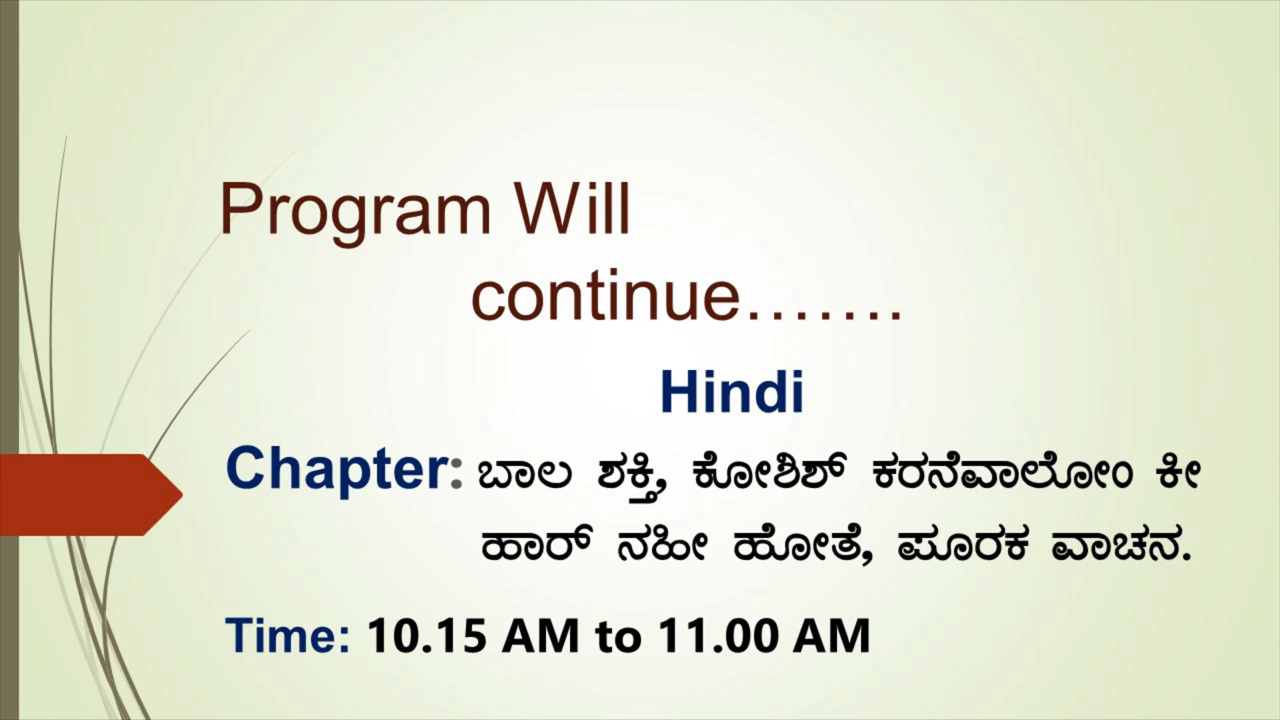 Program Will
continue.......
Hindi
Chapter: ಬಾಲ ಶಕ್ತಿ, ಕೋಶಿಶ್ ಕರನೆವಾಲೋಂ ಕೀ
ಹಾರ್ ನಹೀ ಹೋತೆ, ಪೂರಕ ವಾಚನ.
Time: 10.15 AM to 11.00 AM